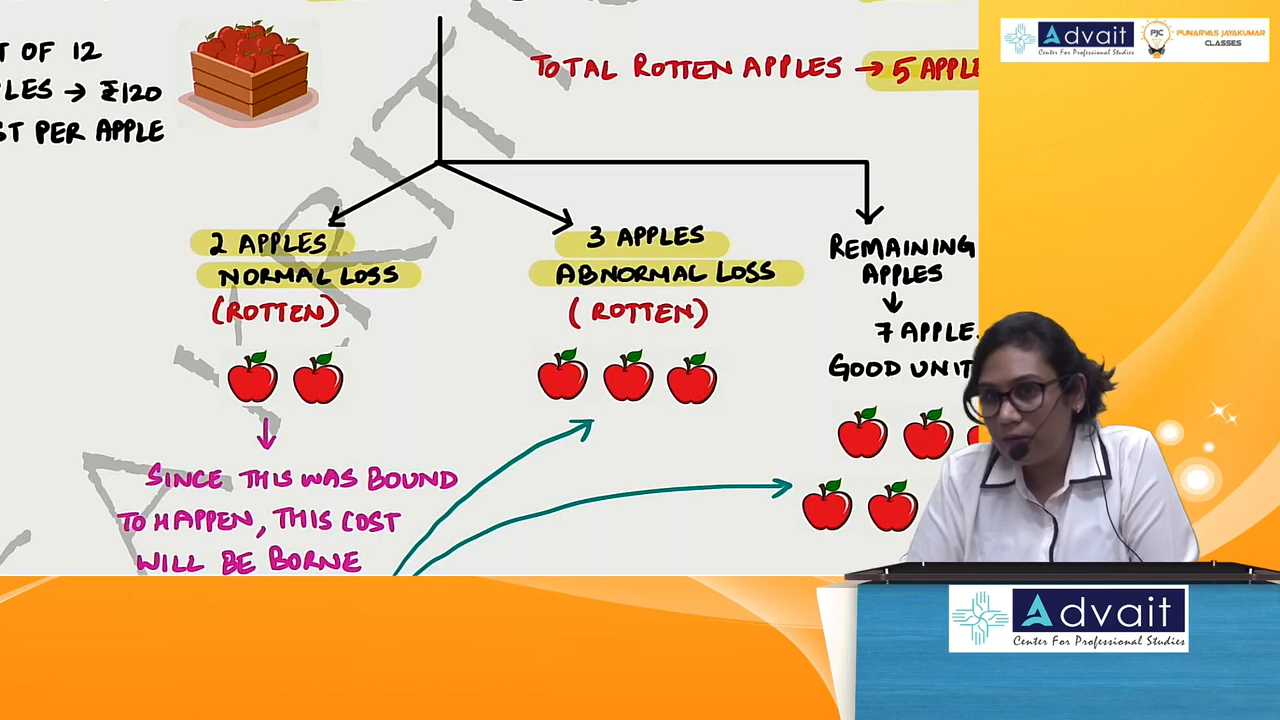 T OF 12
PLES → ₹120
ST PER APPLE
TOTAL ROTTEN APPLES → 5 APPLE
2 APPLES
NORMAL LOSS
(ROTTEN)
3 APPLES
ABNORMAL LOSS
(ROTTEN)
REMAINING
APPLES
7 APPLE
GOOD UNIT
SINCE THIS WAS BOUND
TO HAPPEN, THIS COST
WILL BE BORNE
Advait
Center For Professional Studies
PJC
PUNARVAS JAYAKUMAR
CLASSES
Advait
Center For Professional Studies